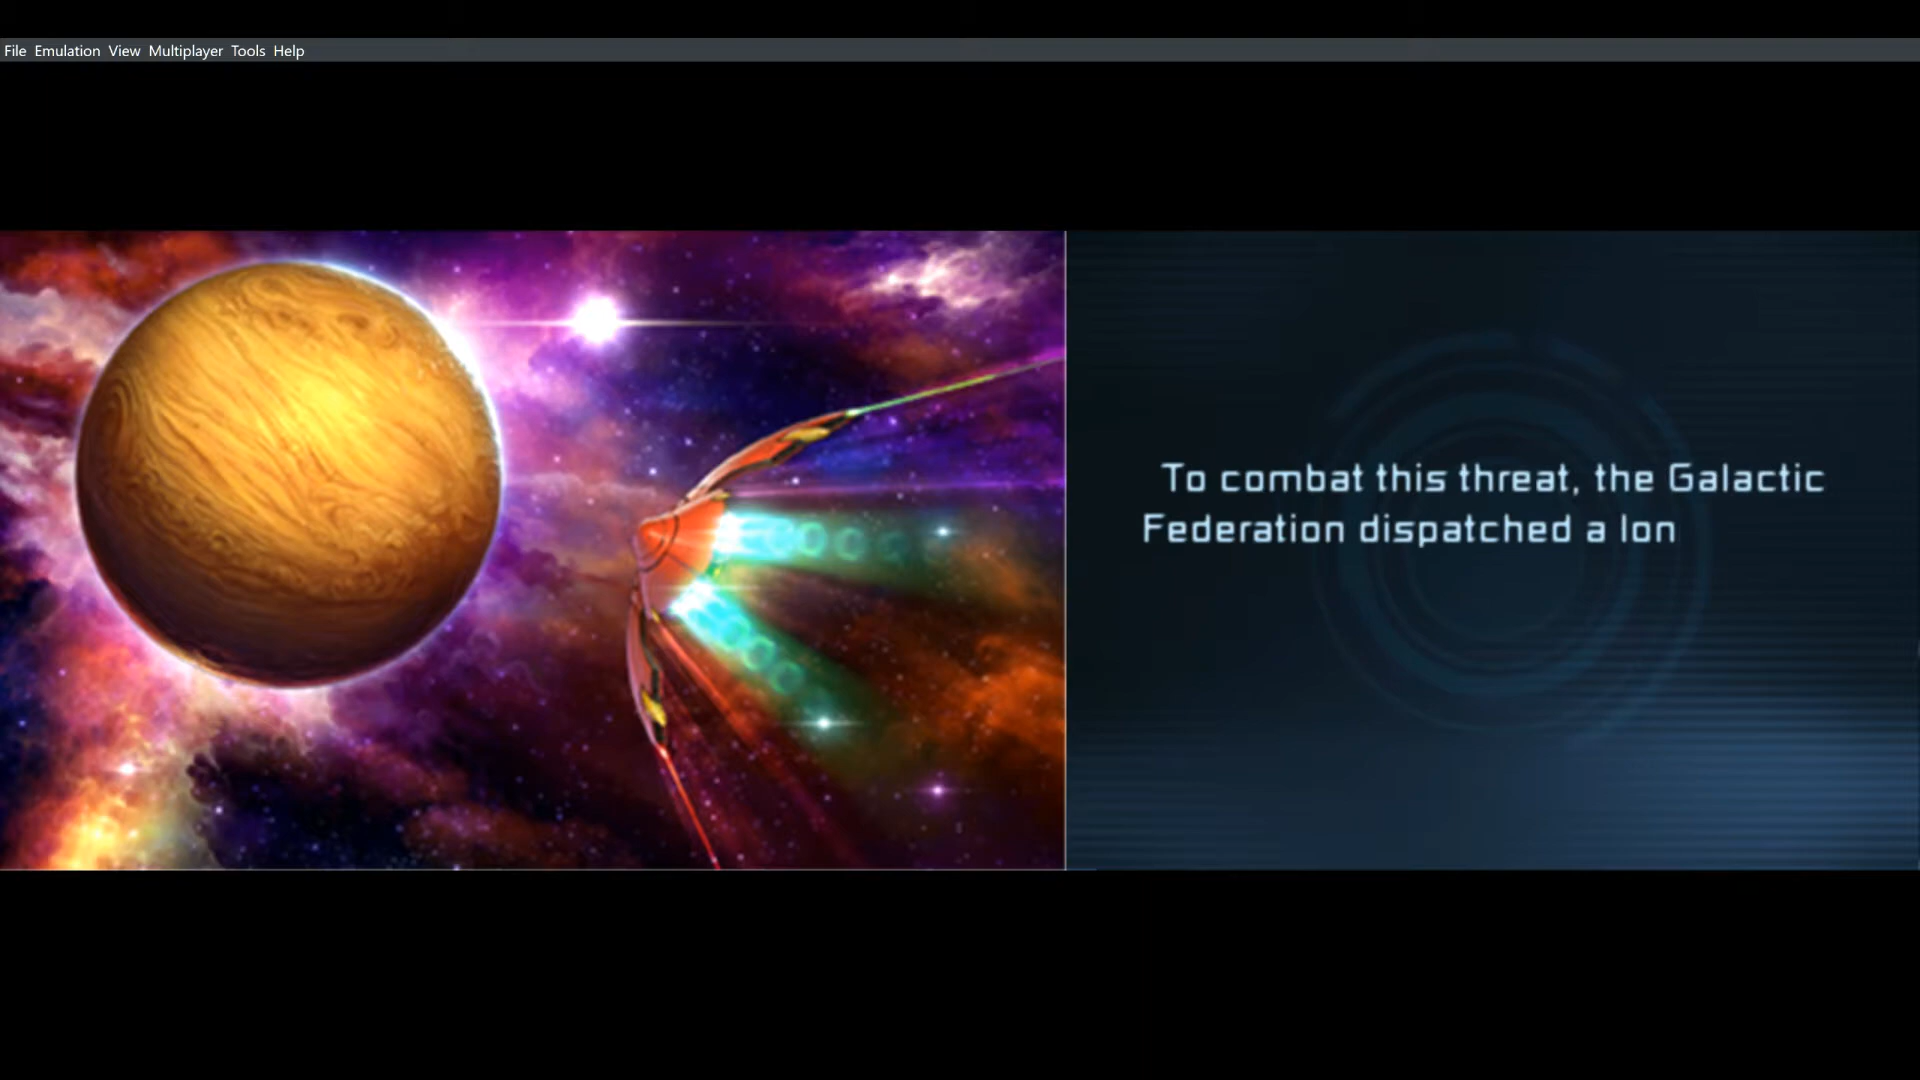 File Emulation View Multiplayer Tools Help
To combat this threat, the Galactic
Federation dispatched a lon